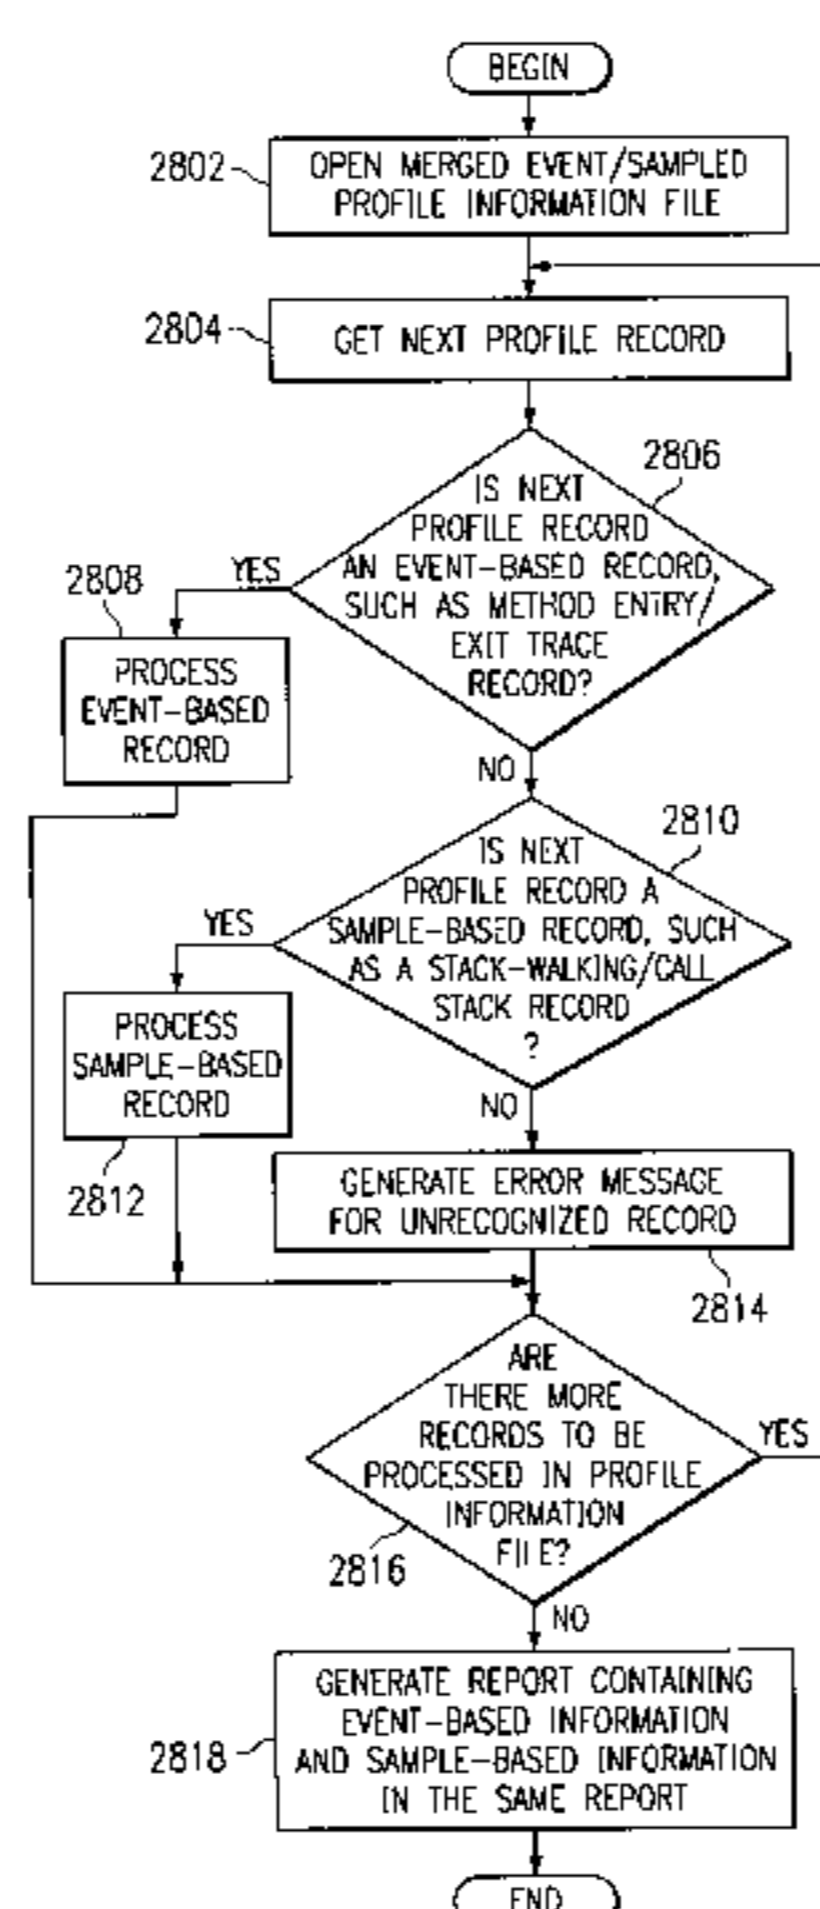 BEGIN
2802
OPEN MERGED EVENT/SAMPLED
PROFILE INFORMATION FILE
2804
GET NEXT PROFILE RECORD
2806
IS NEXT
PROFILE RECORD
AN EVENT-BASED RECORD,
SUCH AS METHOD ENTRY/
EXIT TRACE
RECORD?
YES
2808
PROCESS
EVENT-BASED
RECORD
NO
2810
IS NEXT
PROFILE RECORD A
SAMPLE-BASED RECORD, SUCH
AS A STACK-WALKING/CALL
STACK RECORD
?
YES
PROCESS
SAMPLE-BASED
RECORD
2812
NO
GENERATE ERROR MESSAGE
FOR UNRECOGNIZED RECORD
2814
ARE
THERE MORE
RECORDS TO BE
PROCESSED IN PROFILE
INFORMATION
FILE?
YES
2816
NO
GENERATE REPORT CONTAINING
EVENT-BASED INFORMATION
AND SAMPLE-BASED INFORMATION
IN THE SAME REPORT
2818
END